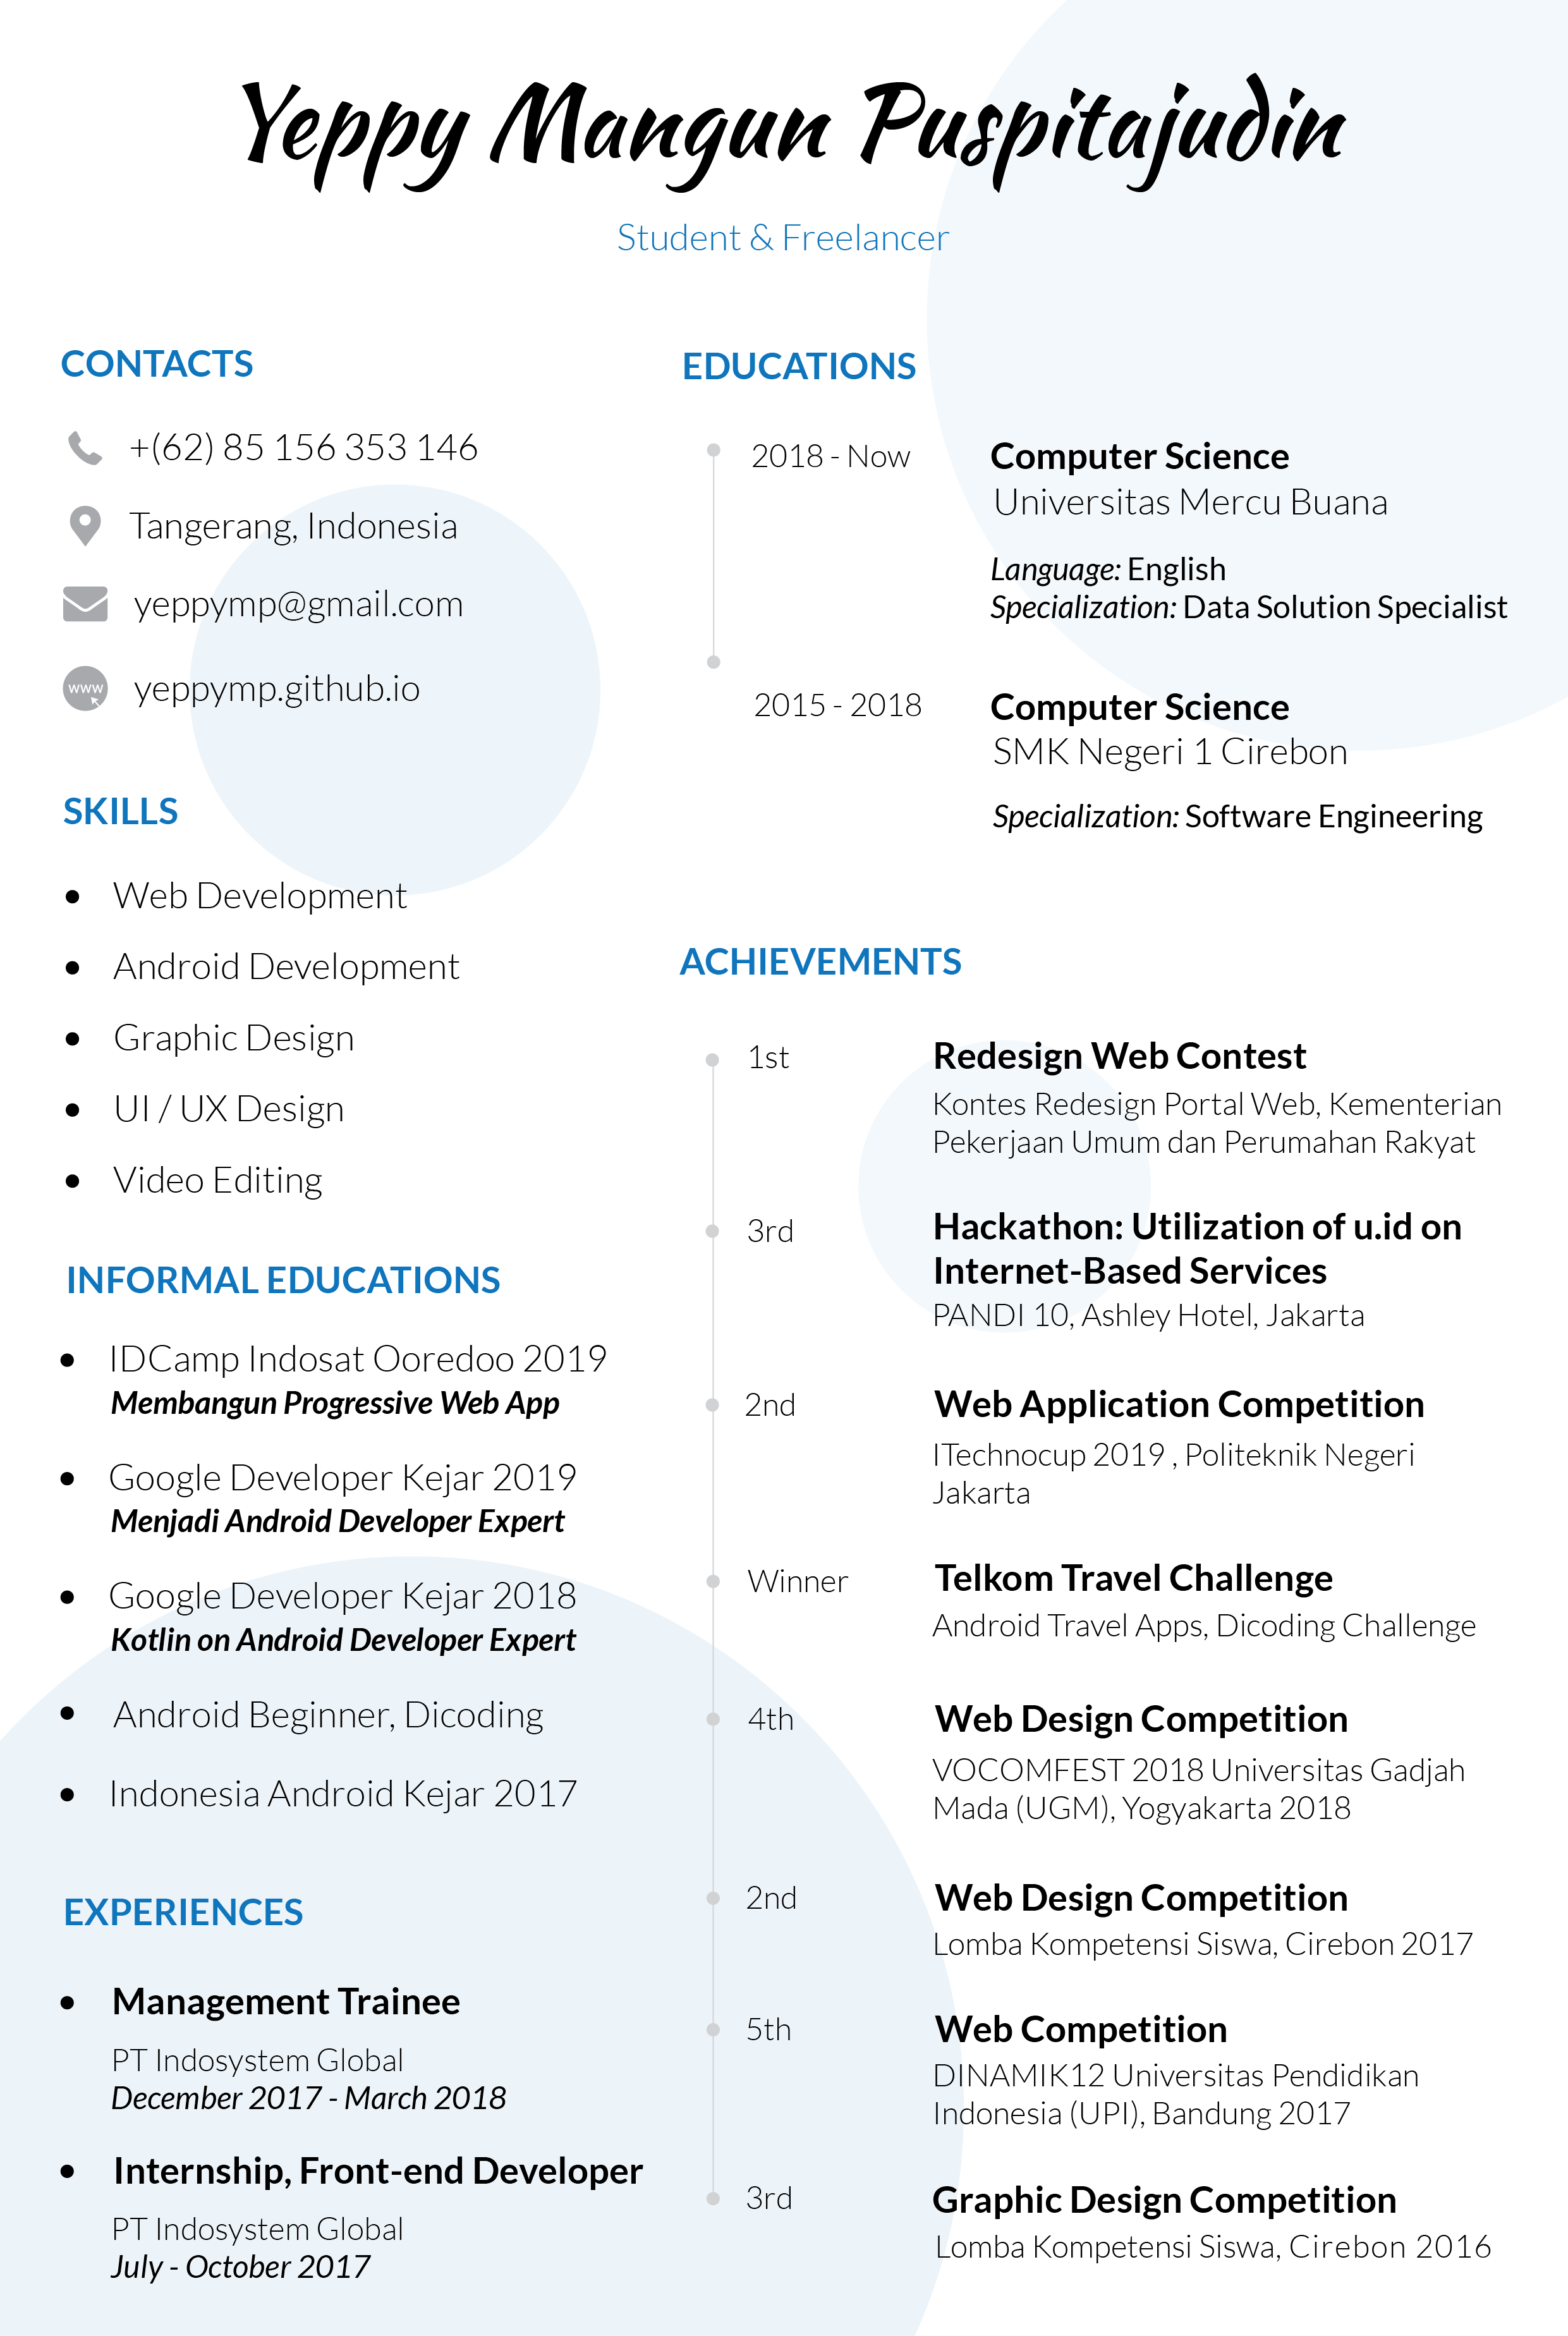 Yeppy Mangun Puspitajudin
Student & Freelancer
CONTACTS
+(62) 85 156 353 146
Tangerang, Indonesia
yeppymp@gmail.com
www
yeppymp.github.io
SKILLS
Web Development
Android Development
Graphic Design
UI / UX Design
Video Editing
INFORMAL EDUCATIONS
IDCamp Indosat Ooredoo 2019
Membangun Progressive Web App
Google Developer Kejar 2019
Menjadi Android Developer Expert
Google Developer Kejar 2018
Kotlin on Android Developer Expert
Android Beginner, Dicoding
Indonesia Android Kejar 2017
EXPERIENCES
Management Trainee
PT Indosystem Global
December 2017 - March 2018
Internship, Front-end Developer
PT Indosystem Global
July - October 2017
EDUCATIONS
2018 - Now
Computer Science
Universitas Mercu Buana
Language: English
Specialization: Data Solution Specialist
2015 - 2018
Computer Science
SMK Negeri 1 Cirebon
Specialization: Software Engineering
ACHIEVEMENTS
1st
Redesign Web Contest
Kontes Redesign Portal Web, Kementerian
Pekerjaan Umum dan Perumahan Rakyat
3rd
Hackathon: Utilization of u.id on
Internet-Based Services
PANDI 10, Ashley Hotel, Jakarta
2nd
Web Application Competition
ITechnocup 2019 , Politeknik Negeri
Jakarta
Winner
Telkom Travel Challenge
Android Travel Apps, Dicoding Challenge
4th
Web Design Competition
VOCOMFEST 2018 Universitas Gadjah
Mada (UGM), Yogyakarta 2018
2nd
Web Design Competition
Lomba Kompetensi Siswa, Cirebon 2017
5th
Web Competition
DINAMIK12 Universitas Pendidikan
Indonesia (UPI), Bandung 2017
3rd
Graphic Design Competition
Lomba Kompetensi Siswa, Cirebon 2016